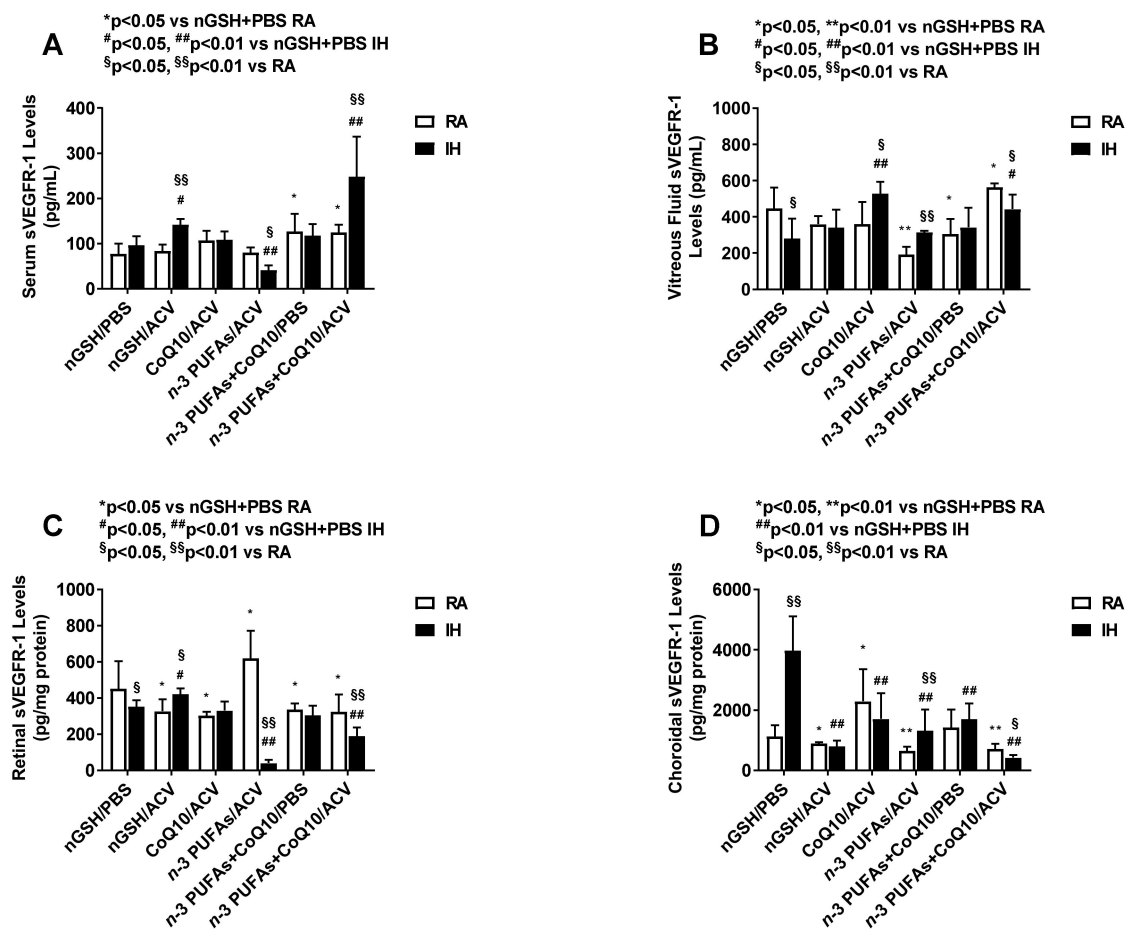 A
*p<0.05 vs nGSH+PBS RA
#p<0.05, ##p<0.01 vs nGSH+PBS IH
§p<0.05, §§p<0.01 vs RA
Serum sVEGFR-1 Levels
(pg/mL)
400
300
200
100
0
§§
#
§
##
*
*
§§
##
RA
IH
nGSH/PBS
nGSH/ACV
CoQ10/ACV
n-3 PUFAs/ACV
n-3 PUFAs+CoQ10/PBS
n-3 PUFAs+CoQ10/ACV
B
*p<0.05, **p<0.01 vs nGSH+PBS RA
#p<0.05, ##p<0.01 vs nGSH+PBS IH
§p<0.05, §§p<0.01 vs RA
Vitreous Fluid sVEGFR-1
Levels (pg/mL)
1000
800
600
400
200
0
§
§
##
**
§§
*
*
§
#
RA
IH
nGSH/PBS
nGSH/ACV
CoQ10/ACV
n-3 PUFAs/ACV
n-3 PUFAs+CoQ10/PBS
n-3 PUFAs+CoQ10/ACV
C
*p<0.05 vs nGSH+PBS RA
#p<0.05, ##p<0.01 vs nGSH+PBS IH
§p<0.05, §§p<0.01 vs RA
Retinal sVEGFR-1 Levels
(pg/mg protein)
1000
800
600
400
200
0
§
*
§
#
*
*
§§
##
*
*
§§
##
RA
IH
nGSH/PBS
nGSH/ACV
CoQ10/ACV
n-3 PUFAs/ACV
n-3 PUFAs+CoQ10/PBS
n-3 PUFAs+CoQ10/ACV
D
*p<0.05, **p<0.01 vs nGSH+PBS RA
##p<0.01 vs nGSH+PBS IH
§p<0.05, §§p<0.01 vs RA
Choroidal sVEGFR-1 Levels
(pg/mg protein)
6000
4000
2000
0
§§
*
##
*
##
**
§§
##
##
**
§
##
RA
IH
nGSH/PBS
nGSH/ACV
CoQ10/ACV
n-3 PUFAs/ACV
n-3 PUFAs+CoQ10/PBS
n-3 PUFAs+CoQ10/ACV